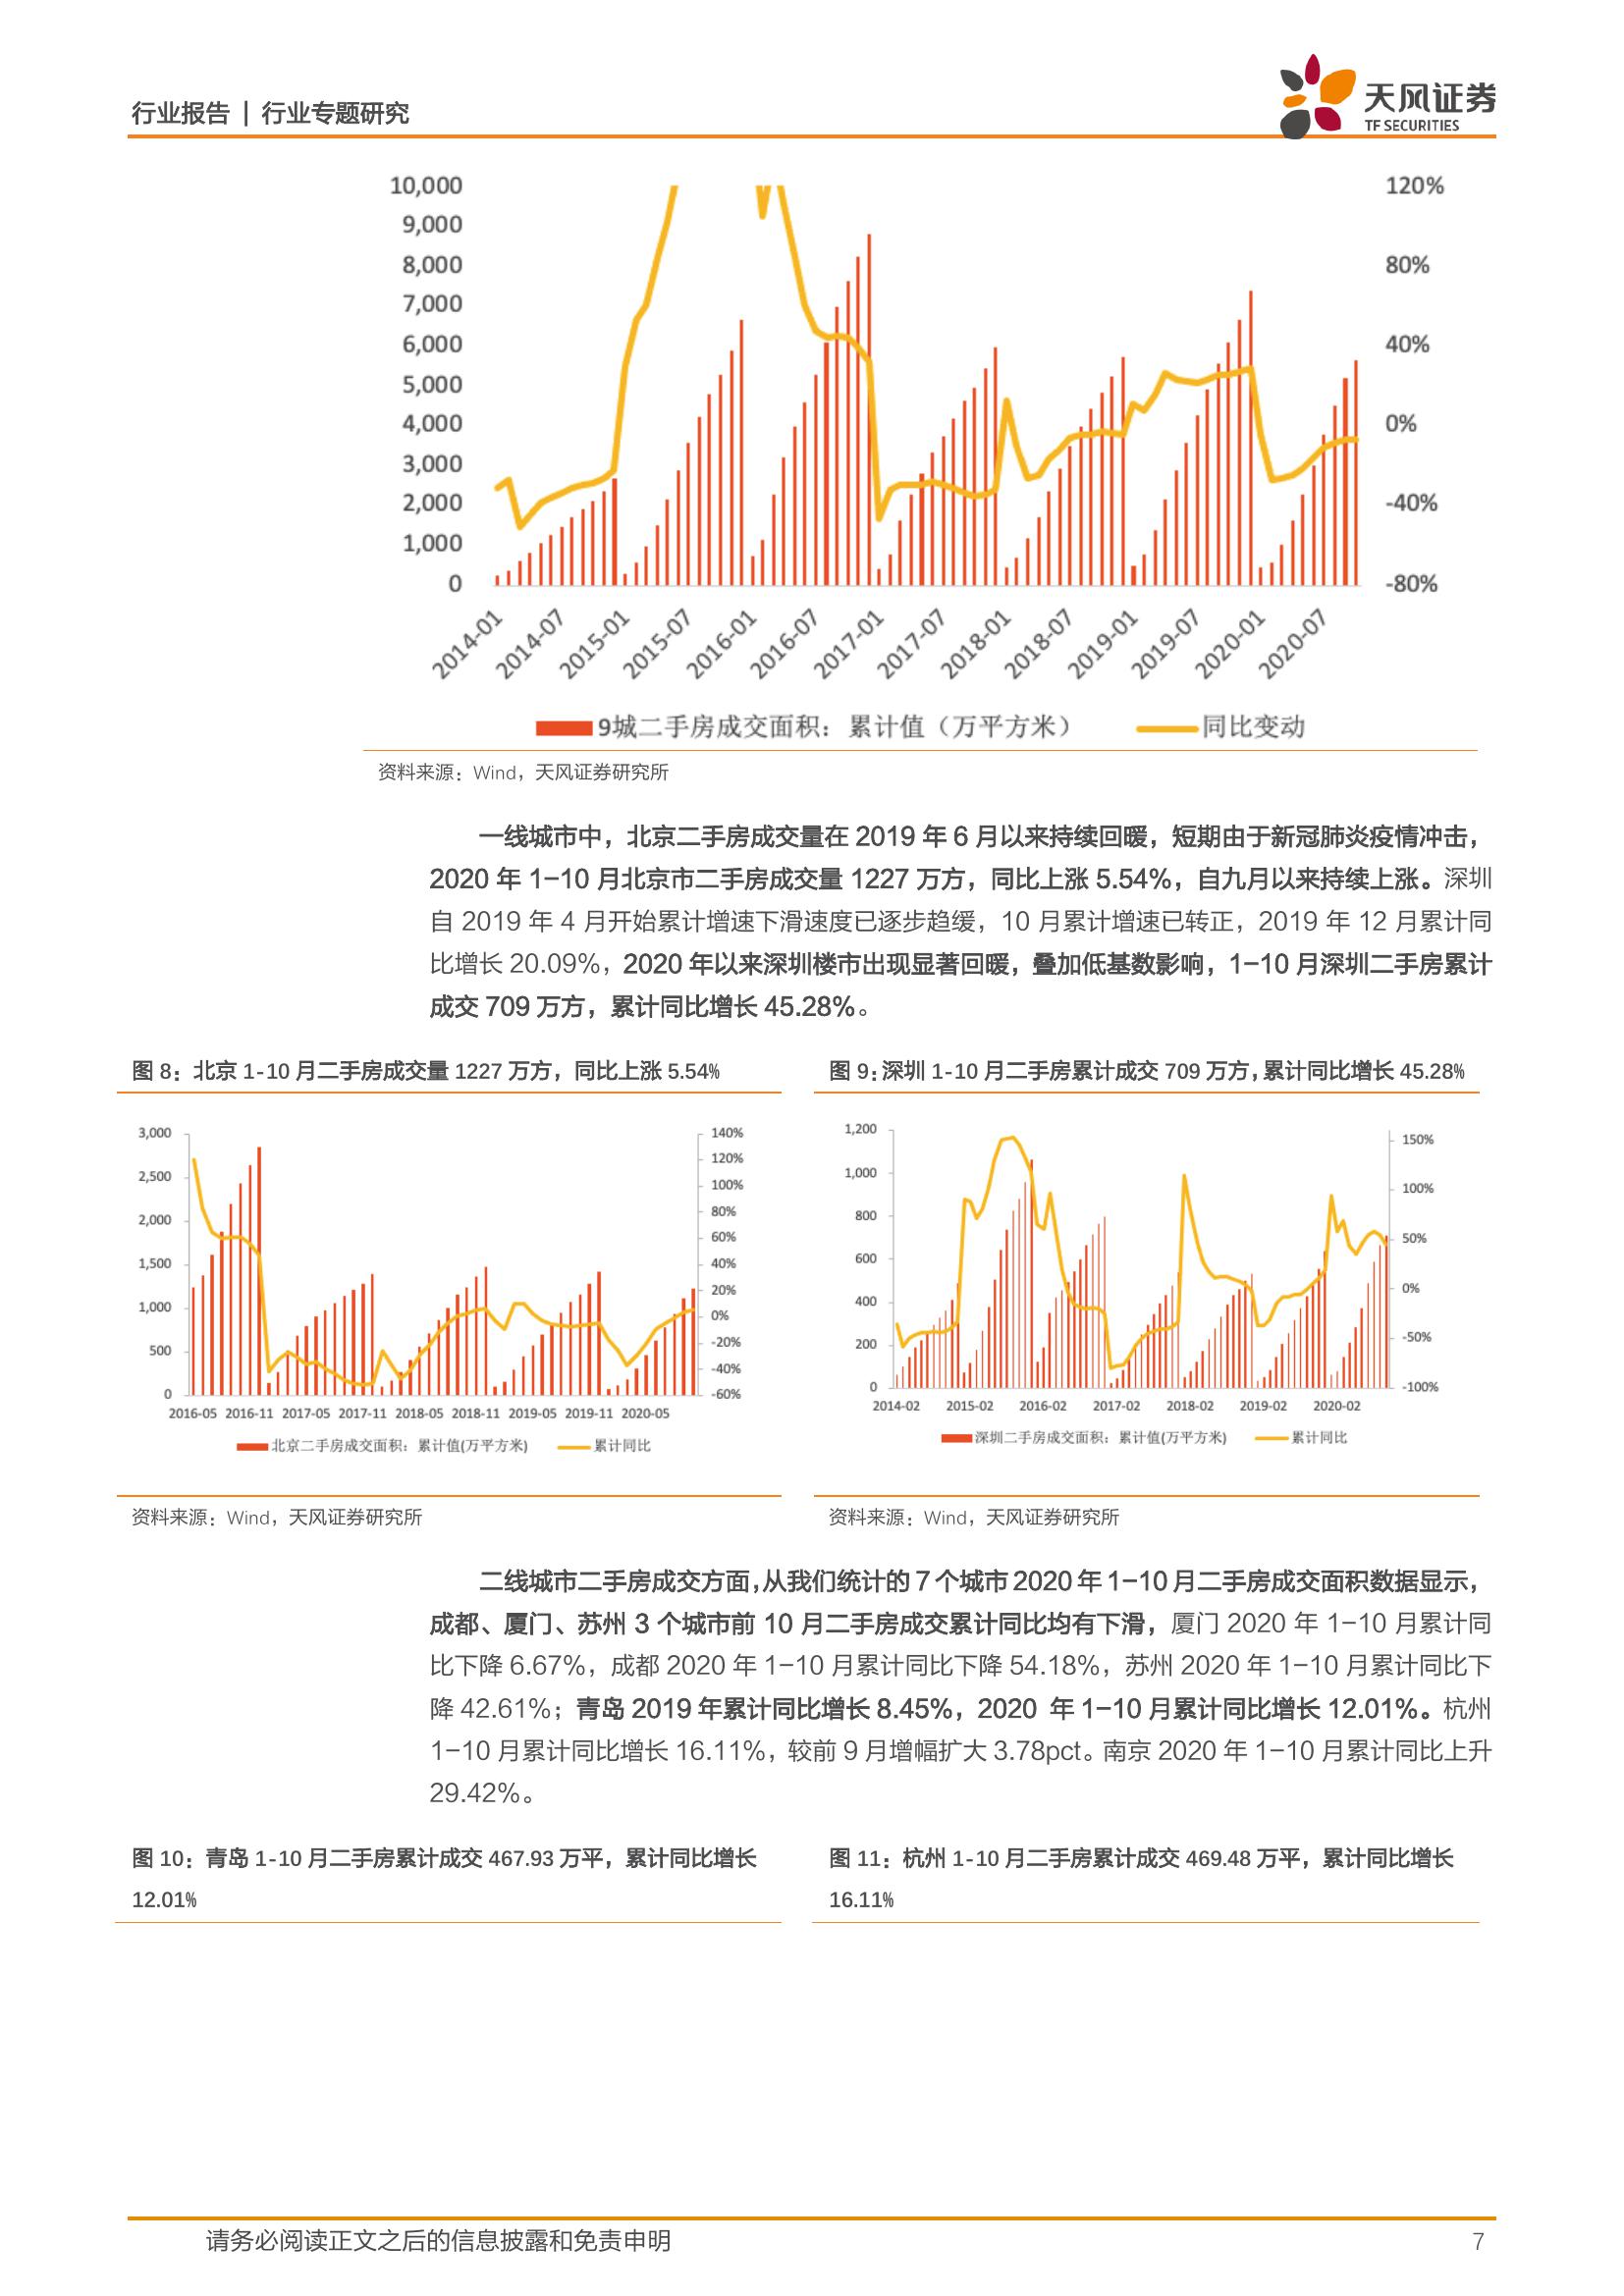 行业报告 | 行业专题研究
天风证券
TF SECURITIES
10,000
9,000
8,000
7,000
6,000
5,000
4,000
3,000
2,000
1,000
0
120%
80%
40%
0%
-40%
-80%
2014-01
2014-07
2015-01
2015-07
2016-01
2016-07
2017-01
2017-07
2018-01
2018-07
2019-01
2019-07
2020-01
2020-07
9城二手房成交面积：累计值（万平方米）
同比变动
资料来源：Wind，天风证券研究所
一线城市中，北京二手房成交量在 2019 年 6 月以来持续回暖，短期由于新冠肺炎疫情冲击，
2020 年 1-10 月北京市二手房成交量 1227 万方，同比上涨 5.54%，自九月以来持续上涨。深圳
自 2019 年 4 月开始累计增速下滑速度已逐步趋缓，10 月累计增速已转正，2019 年 12 月累计同
比增长 20.09%，2020 年以来深圳楼市出现显著回暖，叠加低基数影响，1-10 月深圳二手房累计
成交 709 万方，累计同比增长 45.28%。
图 8：北京 1-10 月二手房成交量 1227 万方，同比上涨 5.54%
3,000
2,500
2,000
1,500
1,000
500
0
140%
120%
100%
80%
60%
40%
20%
0%
-20%
-40%
-60%
2016-05 2016-11 2017-05 2017-11 2018-05 2018-11 2019-05 2019-11 2020-05
北京二手房成交面积：累计值(万平方米)
累计同比
资料来源：Wind，天风证券研究所
图 9：深圳 1-10 月二手房累计成交 709 万方，累计同比增长 45.28%
1,200
1,000
800
600
400
200
0
150%
100%
50%
0%
-50%
-100%
2014-02 2015-02 2016-02 2017-02 2018-02 2019-02 2020-02
深圳二手房成交面积：累计值(万平方米)
累计同比
资料来源：Wind，天风证券研究所
二线城市二手房成交方面，从我们统计的 7 个城市 2020 年 1-10 月二手房成交面积数据显示，
成都、厦门、苏州 3 个城市前 10 月二手房成交累计同比均有下滑，厦门 2020 年 1-10 月累计同
比下降 6.67%，成都 2020 年 1-10 月累计同比下降 54.18%，苏州 2020 年 1-10 月累计同比下
降 42.61%；青岛 2019 年累计同比增长 8.45%，2020 年 1-10 月累计同比增长 12.01%。杭州
1-10 月累计同比增长 16.11%，较前 9 月增幅扩大 3.78pct。南京 2020 年 1-10 月累计同比上升
29.42%。
图 10：青岛 1-10 月二手房累计成交 467.93 万平，累计同比增长
12.01%
图 11：杭州 1-10 月二手房累计成交 469.48 万平，累计同比增长
16.11%
请务必阅读正文之后的信息披露和免责申明
7